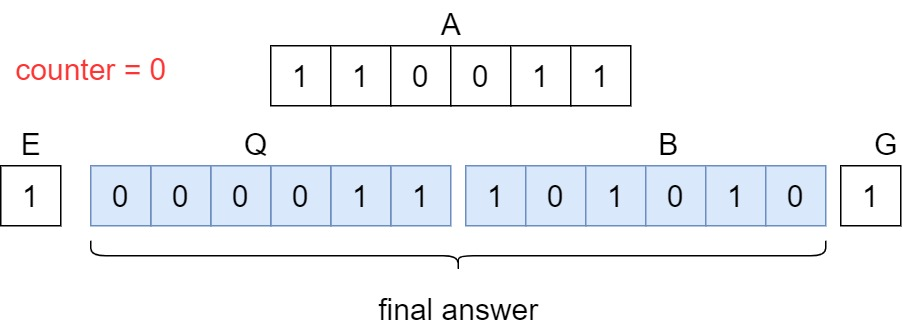 A
counter = 0
1 1 0 0 1 1
E Q B G
1 0 0 0 0 1 1 1 0 1 0 1 0 1
final answer